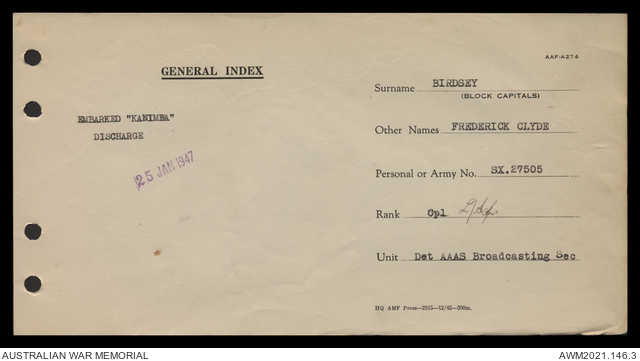 AAF-A274
GENERAL INDEX
Surname BIRDSEY
(BLOCK CAPITALS)
EMBARKED "KANIMBA"
DISCHARGE
Other Names FREDERICK CLYDE
25 JAN 1947
Personal or Army No. SX.27505
Rank Cpl
Unit Det AAAS Broadcasting Sec
HQ AMF Press—2915—12/45—300m.
AUSTRALIAN WAR MEMORIAL
AWM2021.146.3